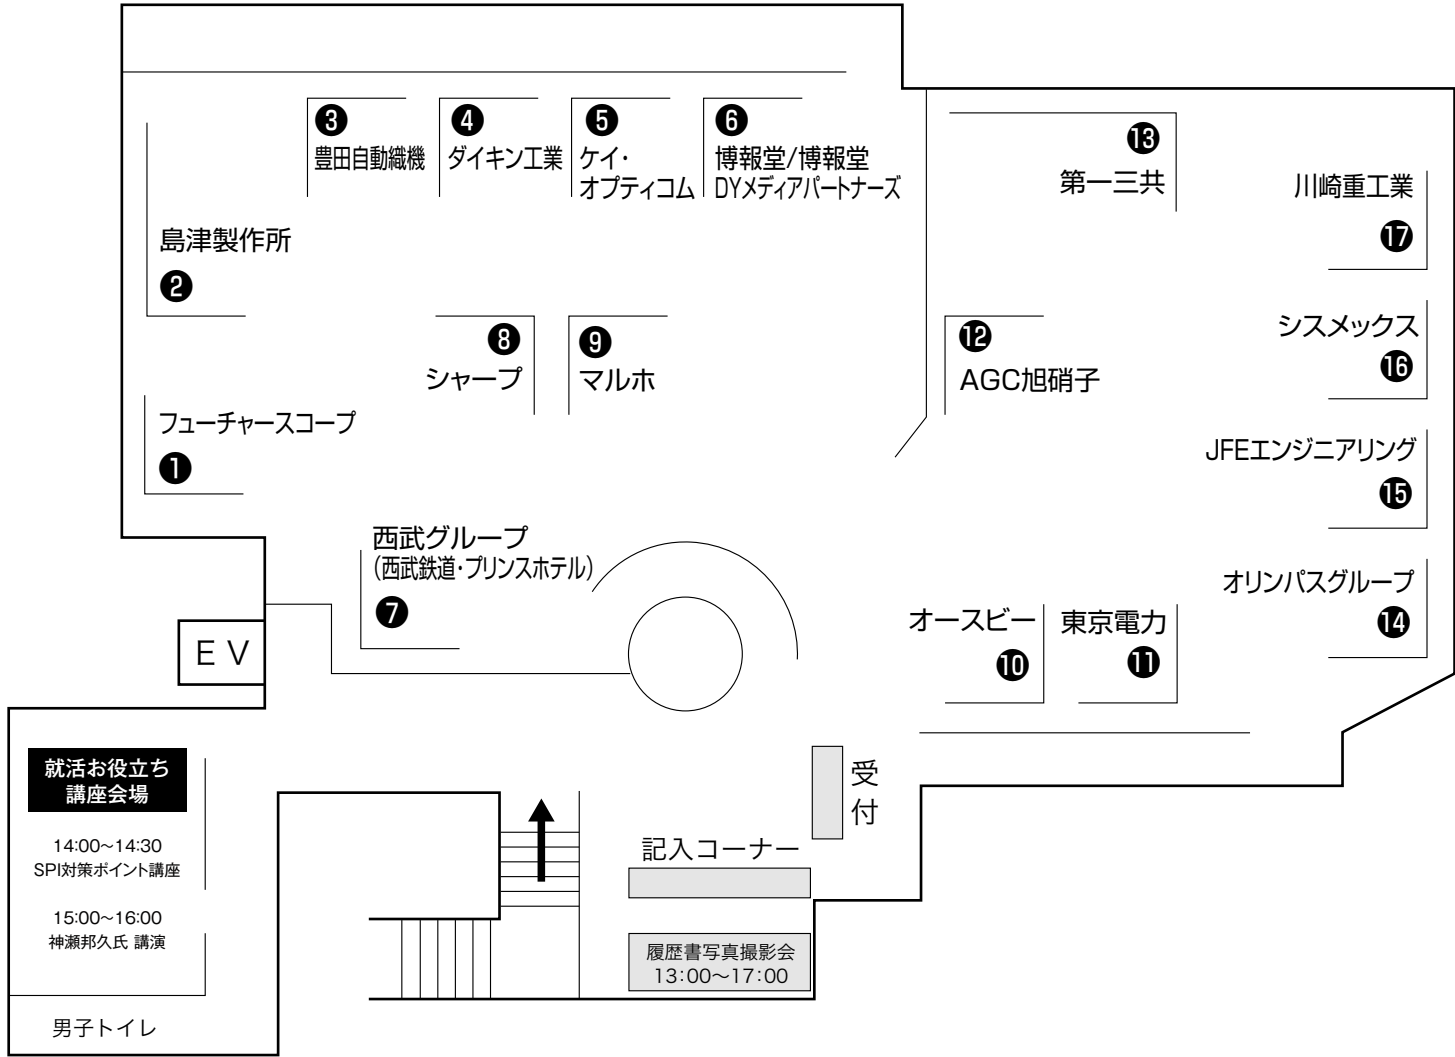 ❸
豊田自動織機
❹
ダイキン工業
❺
ケイ・
オプティコム
❻
博報堂/博報堂
DYメディアパートナーズ
⓭
第一三共
川崎重工業
⓱
島津製作所
❷
❽
シャープ
❾
マルホ
⓬
AGC旭硝子
シスメックス
⓰
フューチャースコープ
❶
JFEエンジニアリング
⓯
西武グループ
(西武鉄道・プリンスホテル)
❼
オースビー
❿
東京電力
⓫
オリンパスグループ
⓮
EV
就活お役立ち
講座会場
14:00〜14:30
SPI対策ポイント講座
15:00〜16:00
神瀬邦久氏 講演
男子トイレ
受付
記入コーナー
履歴書写真撮影会
13:00〜17:00